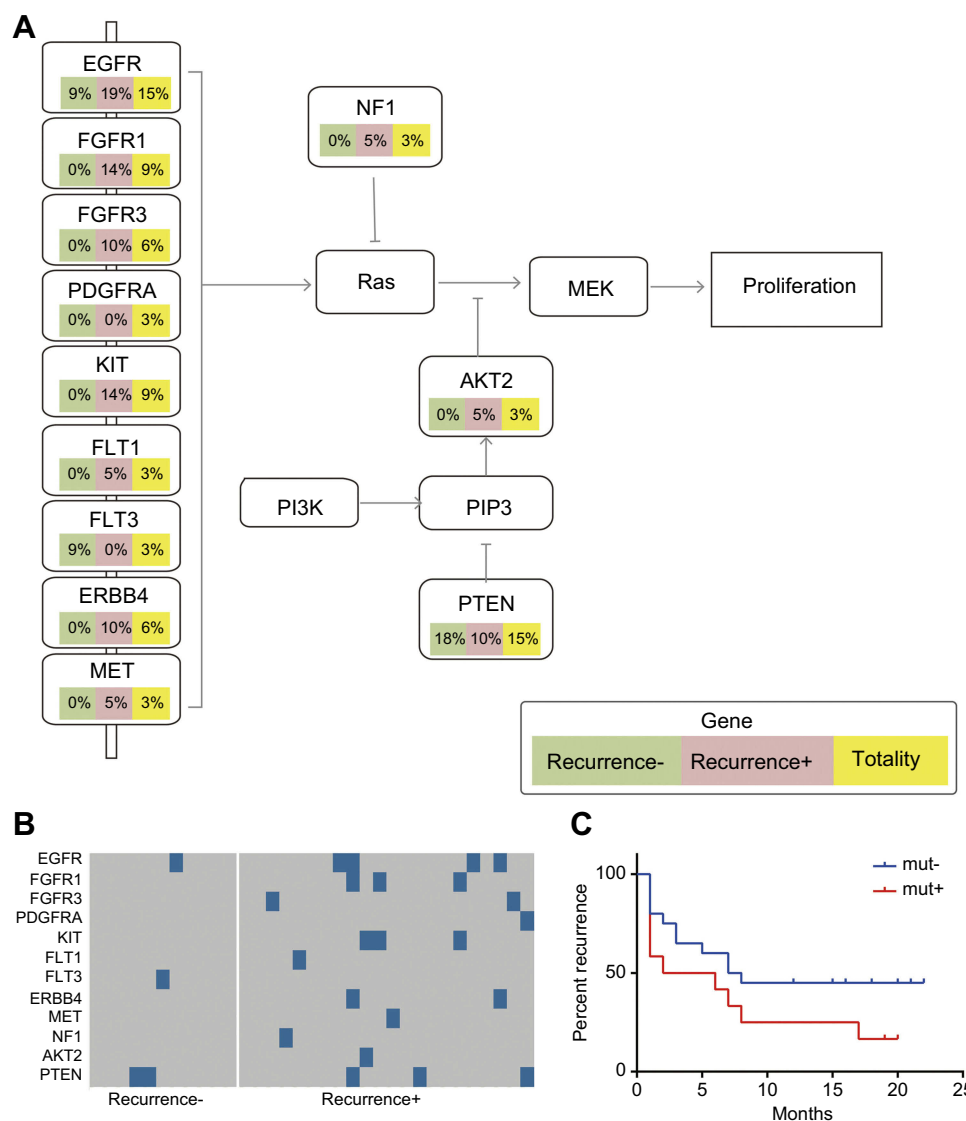 A
EGFR
9% 19% 15%
FGFR1
0% 14% 9%
FGFR3
0% 10% 6%
PDGFRA
0% 0% 3%
KIT
0% 14% 9%
FLT1
0% 5% 3%
FLT3
9% 0% 3%
ERBB4
0% 10% 6%
MET
0% 5% 3%
NF1
0% 5% 3%
Ras
MEK
Proliferation
AKT2
0% 5% 3%
PI3K
PIP3
PTEN
18% 10% 15%
Gene
Recurrence- Recurrence+ Totality
B
EGFR
FGFR1
FGFR3
PDGFRA
KIT
FLT1
FLT3
ERBB4
MET
NF1
AKT2
PTEN
Recurrence- Recurrence+
C
mut-
mut+
Percent recurrence
100
50
0
0 5 10 15 20 25
Months